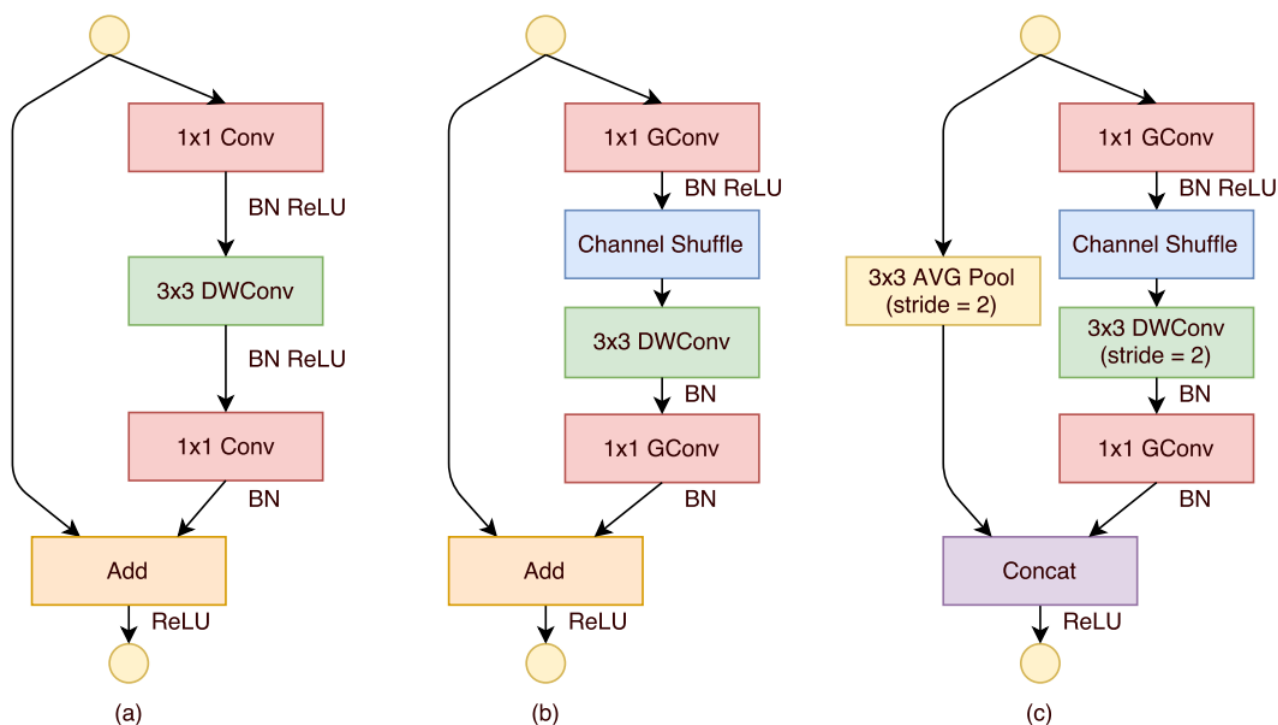 1x1 Conv
BN ReLU
3x3 DWConv
BN ReLU
1x1 Conv
BN
Add
ReLU
(a)
1x1 GConv
BN ReLU
Channel Shuffle
3x3 DWConv
BN
1x1 GConv
BN
Add
ReLU
(b)
1x1 GConv
BN ReLU
Channel Shuffle
3x3 AVG Pool
(stride = 2)
3x3 DWConv
(stride = 2)
BN
1x1 GConv
BN
Concat
ReLU
(c)